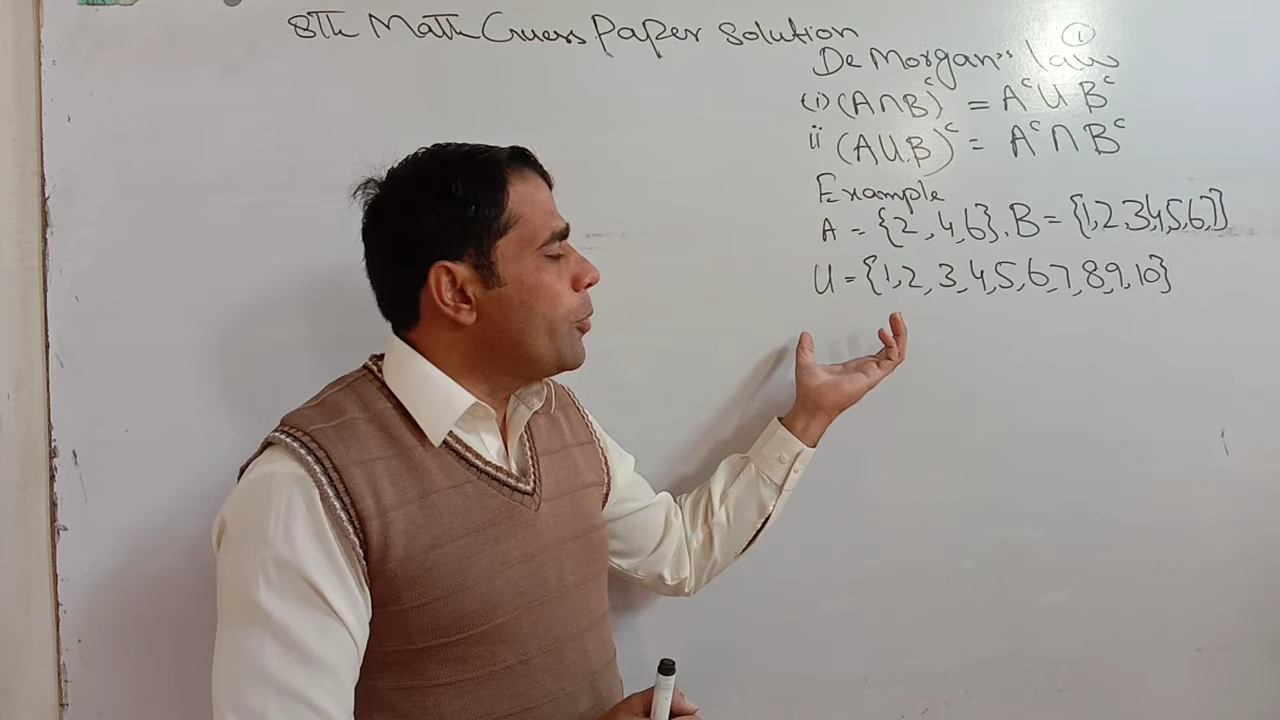 8Th Math Guess Paper Solution
①
De Morgan's law
(i) (A∩B)ᶜ = Aᶜ∪Bᶜ
ii (A∪B)ᶜ = Aᶜ∩Bᶜ
Example
A = {2,4,6}. B = {1,2,3,4,5,6,7}
U = {1,2,3,4,5,6,7,8,9,10}